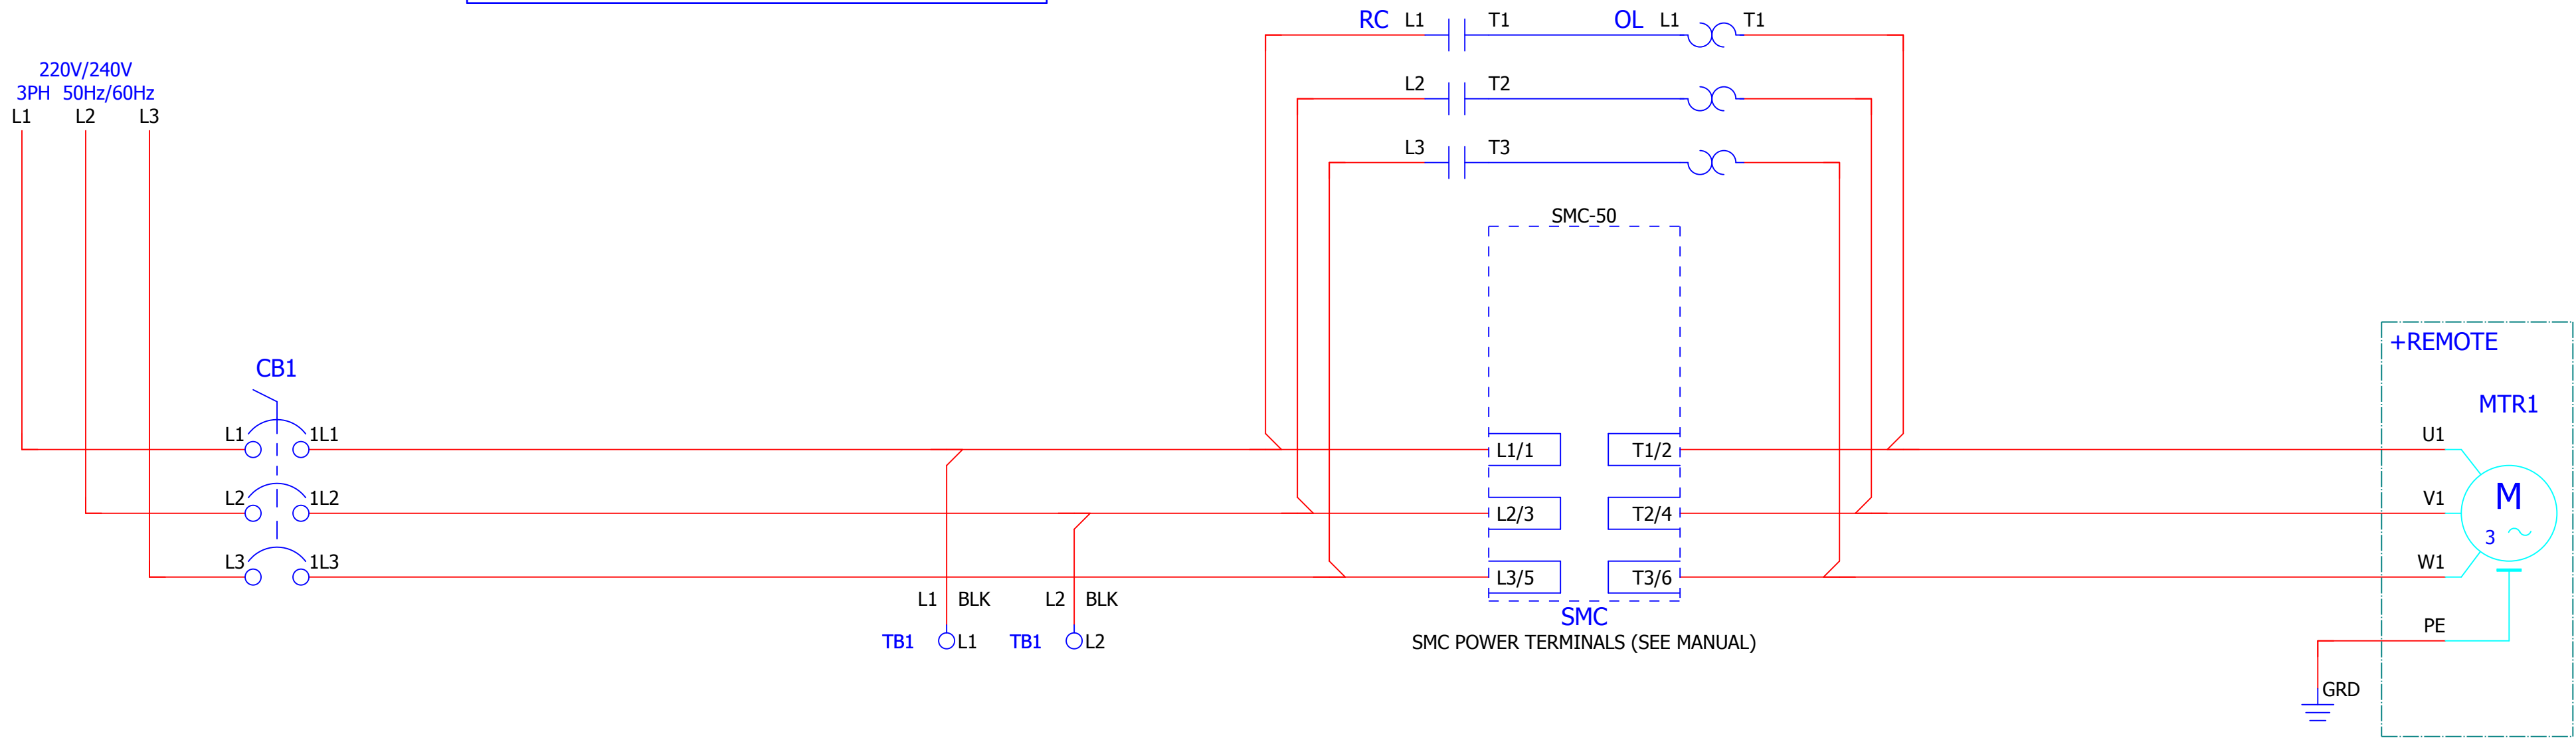 RC L1 T1 OL L1 T1
220V/240V
3PH 50Hz/60Hz
L1 L2 L3
L2 T2
L3 T3
SMC-50
+REMOTE
CB1
MTR1
L1 1L1
L1/1 T1/2
U1
L2 1L2
L2/3 T2/4
V1
M
3 ~
L3 1L3
L3/5 T3/6
W1
L1 BLK L2 BLK
SMC
PE
TB1 L1 TB1 L2
SMC POWER TERMINALS (SEE MANUAL)
GRD